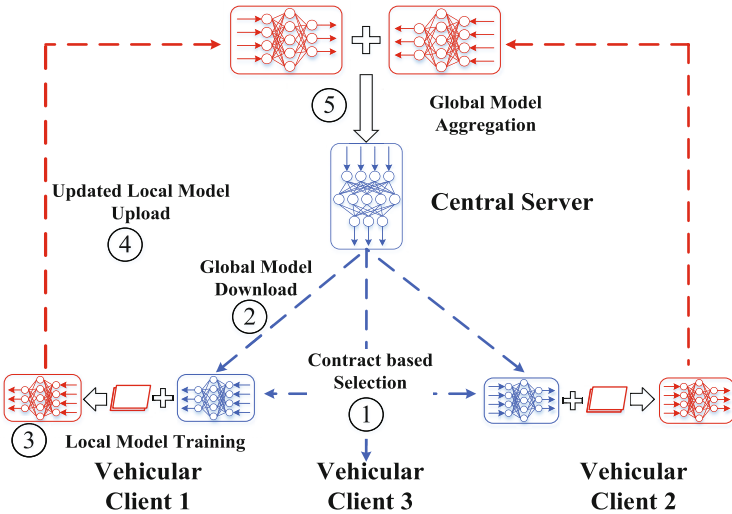 5
Global Model
Aggregation
Updated Local Model
Upload
4
Central Server
Global Model
Download
2
Contract based
Selection
1
3
Local Model Training
Vehicular
Client 1
Vehicular
Client 3
Vehicular
Client 2